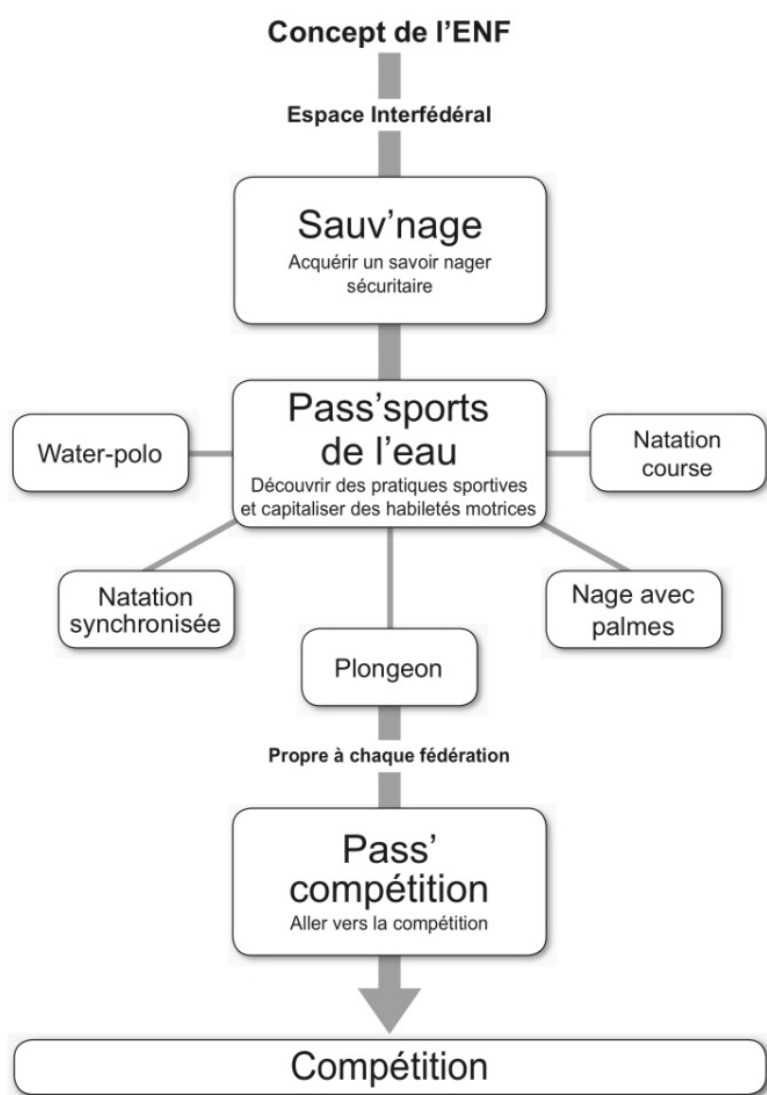 Concept de l'ENF
Espace Interfédéral
Sauv'nage
Acquérir un savoir nager
sécuritaire
Pass'sports
de l'eau
Découvrir des pratiques sportives
et capitaliser des habiletés motrices
Water-polo
Natation
course
Natation
synchronisée
Nage avec
palmes
Plongeon
Propre à chaque fédération
Pass'
compétition
Aller vers la compétition
Compétition